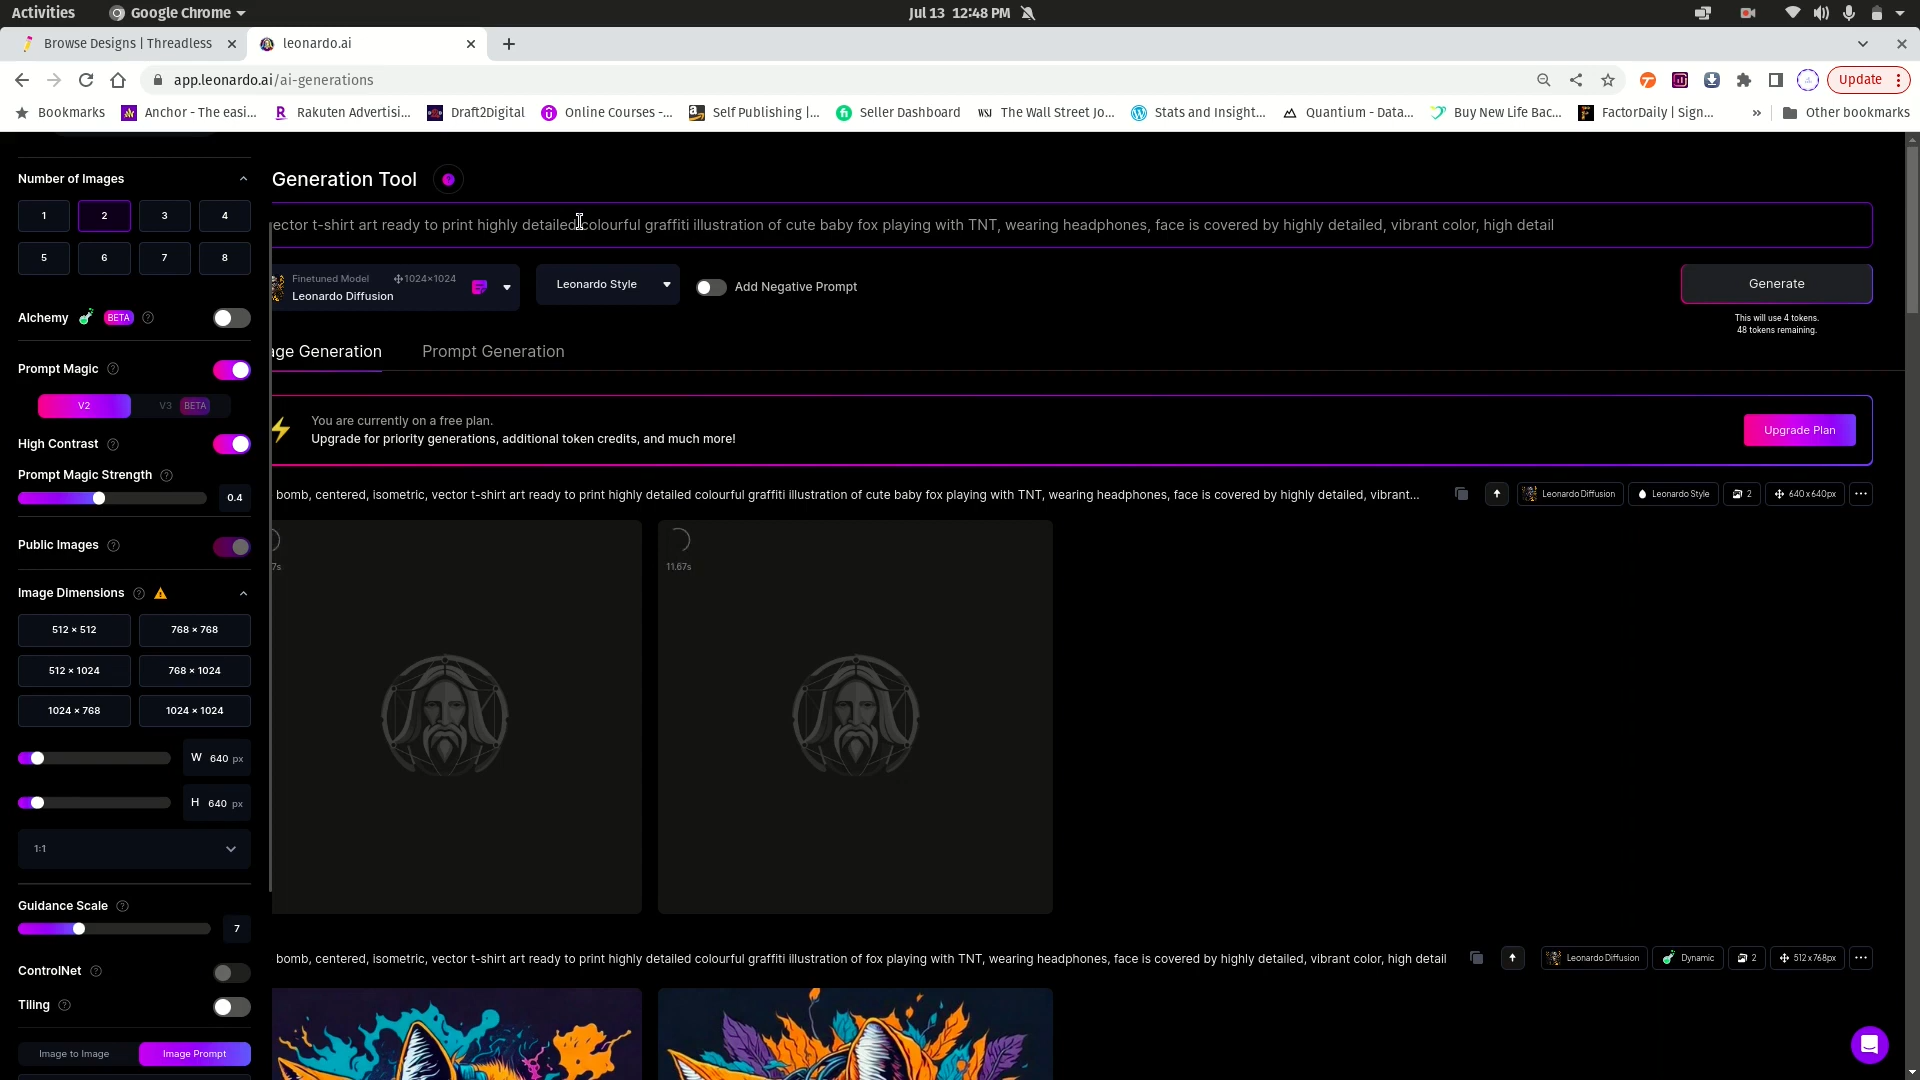 Activities
Google Chrome
Jul 13 12:48 PM
Browse Designs | Threadless
leonardo.ai
app.leonardo.ai/ai-generations
Update
Bookmarks
Anchor - The easi...
Rakuten Advertisi...
Draft2Digital
Online Courses -...
Self Publishing |...
Seller Dashboard
WSJ
The Wall Street Jo...
Stats and Insight...
Quantium - Data...
Buy New Life Bac...
FactorDaily | Sign...
»
Other bookmarks
Number of Images
1 2 3 4
5 6 7 8
Alchemy BETA
Prompt Magic
V2 V3 BETA
High Contrast
Prompt Magic Strength
0.4
Public Images
Image Dimensions
512 × 512 768 × 768
512 × 1024 768 × 1024
1024 × 768 1024 × 1024
W 640 px
H 640 px
1:1
Guidance Scale
7
ControlNet
Tiling
Image to Image Image Prompt
Generation Tool
ector t-shirt art ready to print highly detailed colourful graffiti illustration of cute baby fox playing with TNT, wearing headphones, face is covered by highly detailed, vibrant color, high detail
Finetuned Model 1024×1024
Leonardo Diffusion
Leonardo Style
Add Negative Prompt
Generate
This will use 4 tokens.
48 tokens remaining.
age Generation Prompt Generation
You are currently on a free plan.
Upgrade for priority generations, additional token credits, and much more!
Upgrade Plan
bomb, centered, isometric, vector t-shirt art ready to print highly detailed colourful graffiti illustration of cute baby fox playing with TNT, wearing headphones, face is covered by highly detailed, vibrant...
Leonardo Diffusion Leonardo Style 2 640 x 640px
7s
11.67s
bomb, centered, isometric, vector t-shirt art ready to print highly detailed colourful graffiti illustration of fox playing with TNT, wearing headphones, face is covered by highly detailed, vibrant color, high detail
Leonardo Diffusion Dynamic 2 512 x 768px